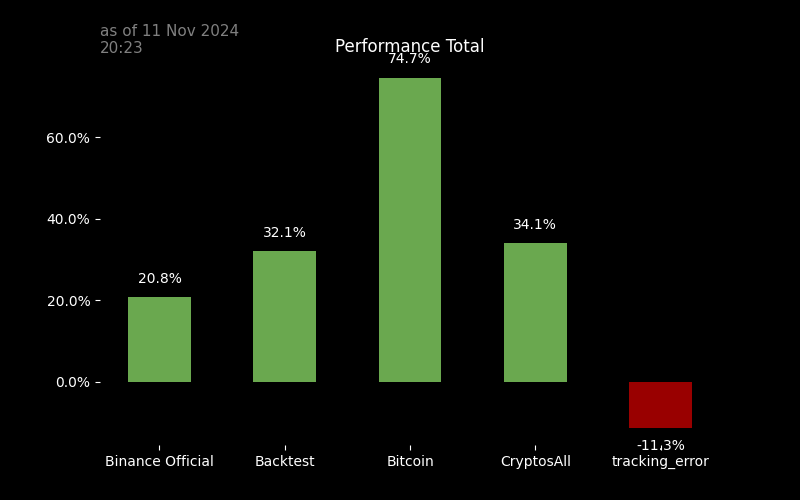 as of 11 Nov 2024
20:23
Performance Total
74.7%
60.0%
40.0%
20.0%
0.0%
20.8%
32.1%
34.1%
-11.3%
Binance Official
Backtest
Bitcoin
CryptosAll
tracking_error